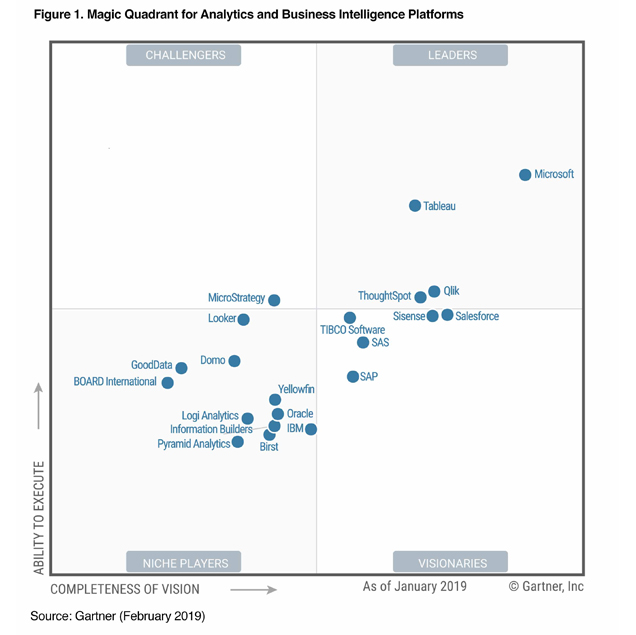 Figure 1. Magic Quadrant for Analytics and Business Intelligence Platforms
CHALLENGERS
LEADERS
Microsoft
Tableau
Qlik
ThoughtSpot
MicroStrategy
Looker
Sisense
Salesforce
TIBCO Software
SAS
Domo
GoodData
BOARD International
SAP
Yellowfin
Oracle
Logi Analytics
Information Builders
IBM
Pyramid Analytics
Birst
ABILITY TO EXECUTE
NICHE PLAYERS
VISIONARIES
COMPLETENESS OF VISION
As of January 2019
© Gartner, Inc
Source: Gartner (February 2019)